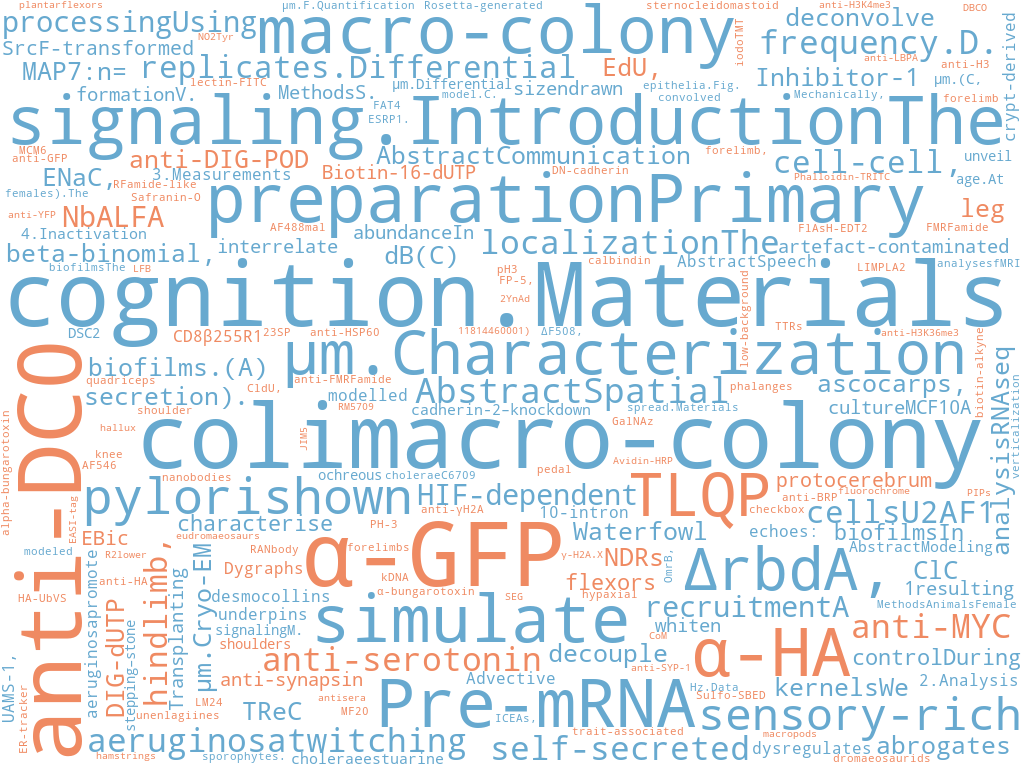 plantarflexors
μm.F.Quantification
Rosetta-generated
sternocleidomastoid
anti-H3K4me3
DBCO
processingUsing
macro-colony
deconvolve
crypt-derived
NO2Tyr
iodoTMT
SrcF-transformed
frequency.D.
anti-LBPA
anti-H3
MAP7:n=
replicates.Differential
EdU,
Inhibitor-1
μm.(C,
lectin-FITC
μm.Differential
sizendrawn
epithelia.Fig.
convolved
Mechanically,
forelimb
formationV.
MethodsS.
model.C.
FAT4
ESRP1.
signaling.IntroductionThe
MCM6
anti-GFP
anti-DIG-POD
AbstractCommunication
forelimb,
cell-cell,
unveil
ENaC,
RFamide-like
3.Measurements
Biotin-16-dUTP
DN-cadherin
Phalloidin-TRITC
age.At
females).The
Safranin-O
preparationPrimary
leg
anti-YFP
NbALFA
AF488mal
FlAsH-EDT2
FMRFamide
4.Inactivation
abundanceIn
localizationThe
artefact-contaminated
beta-binomial,
interrelate
dB(C)
calbindin
AbstractSpeech
LIMPLA2
analysesfMRI
biofilmsThe
LFB
pH3
FP-5,
2YnAd
low-background
cognition.Materials
DSC2
CD8β255R1
23SP
anti-HSP60
11814460001)
ΔF508,
TTRs
anti-H3K36me3
biotin-alkyne
anti-DCO
biofilms.(A)
μm.Characterization
analysisRNAseq
verticalization
quadriceps
anti-FMRFamide
AbstractSpatial
phalanges
ascocarps,
secretion).
CldU,
modelled
RM5709
cadherin-2-knockdown
spread.Materials
cultureMCF10A
shoulder
GalNAz
alpha-bungarotoxin
hallux
JIM5
colimacro-colony
knee
AF546
Avidin-HRP
nanobodies
ochreous
choleraeC6709
pedal
TLQP
protocerebrum
pylorishown
HIF-dependent
checkbox
anti-BRP
fluorochrome
PIPs
EASI-tag
anti-γH2A
10-intron
cellsU2AF1
characterise
PH-3
α-GFP
Waterfowl
echoes:
biofilmsIn
EBic
eudromaeosaurs
RANbody
forelimbs
γ-H2A.X
NDRs
OmrB,
AbstractModeling
modeled
R2lower
aeruginosapromote
hindlimb,
Transplanting
μm.Cryo-EM
Dygraphs
kDNA
flexors
ΔrbdA,
ClC
anti-HA
α-bungarotoxin
SEG
hypaxial
1resulting
HA-UbVS
DIG-dUTP
stepping-stone
desmocollins
underpins
simulate
recruitmentA
MethodsAnimalsFemale
signalingM.
whiten
anti-MYC
shoulders
CoM
α-HA
UAMS-1,
anti-serotonin
decouple
controlDuring
anti-synapsin
Advective
anti-SYP-1
kernelsWe
2.Analysis
ER-tracker
LM24
antisera
Pre-mRNA
Hz.Data
Sulfo-SBED
unenlagiines
TReC
MF20
ICEAs,
trait-associated
sensory-rich
aeruginosatwitching
self-secreted
macropods
dysregulates
abrogates
hamstrings
sporophytes.
choleraeestuarine
dromaeosaurids